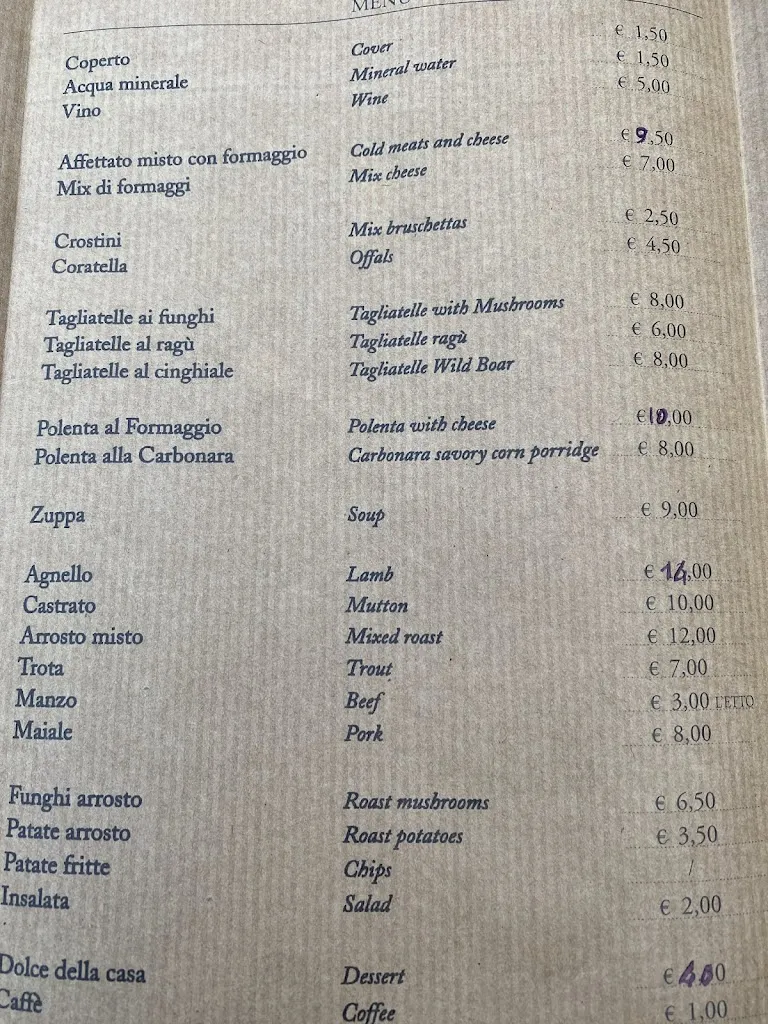 MENU
Coperto Cover € 1,50
Acqua minerale Mineral water € 1,50
Vino Wine € 5,00
Affettato misto con formaggio Cold meats and cheese € 9,50
Mix di formaggi Mix cheese € 7,00
Crostini Mix bruschettas € 2,50
Coratella Offals € 4,50
Tagliatelle ai funghi Tagliatelle with Mushrooms € 8,00
Tagliatelle al ragù Tagliatelle ragù € 6,00
Tagliatelle al cinghiale Tagliatelle Wild Boar € 8,00
Polenta al Formaggio Polenta with cheese €10,00
Polenta alla Carbonara Carbonara savory corn porridge € 8,00
Zuppa Soup € 9,00
Agnello Lamb € 14,00
Castrato Mutton € 10,00
Arrosto misto Mixed roast € 12,00
Trota Trout € 7,00
Manzo Beef € 3,00 L'ETTO
Maiale Pork € 8,00
Funghi arrosto Roast mushrooms € 6,50
Patate arrosto Roast potatoes € 3,50
Patate fritte Chips /
Insalata Salad € 2,00
Dolce della casa Dessert €
Caffè Coffee € 1,00